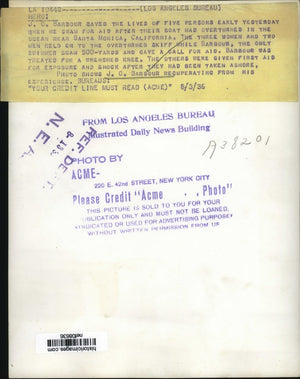 (LOS ANGELES BUREAU)
HERO!
J. C. BARBOUR SAVED THE LIVES OF FIVE PERSONS EARLY YESTERDAY
WHEN HE SWAM FOR AID AFTER THEIR BOAT HAD OVERTURNED IN THE
OCEAN NEAR SANTA MONICA, CALIFORNIA. THE THREE WOMEN AND TWO
MEN HELD ON TO THE OVERTURNED SKIFF WHILE BARBOUR, THE ONLY
SWIMMER SWAM 500-YARDS AND GAVE A CALL FOR AID. BARBOUR WAS
TREATED FOR A WRENCHED KNEE. THE OTHERS WERE GIVEN FIRST AID
FOR EXPOSURE AND SHOCK AFTER THEY HAD BEEN TAKEN ASHORE.
PHOTO SHOWS J. C. BARBOUR RECUPERATING FROM HIS
EXPERIENCE. BUREAUS:
"YOUR CREDIT LINE MUST READ (ACME)" 8/3/36
FROM LOS ANGELES BUREAU
Illustrated Daily News Building
A38201
REF. DEPT.
N. E. A.
PHOTO BY
ACME-
220 E. 42nd STREET, NEW YORK CITY
Please Credit "Acme Photo"
THIS PICTURE IS SOLD TO YOU FOR YOUR
PUBLICATION ONLY AND MUST NOT BE LOANED,
SYNDICATED OR USED FOR ADVERTISING PURPOSES
WITHOUT WRITTEN PERMISSION FROM US
historicimages.com
net08636